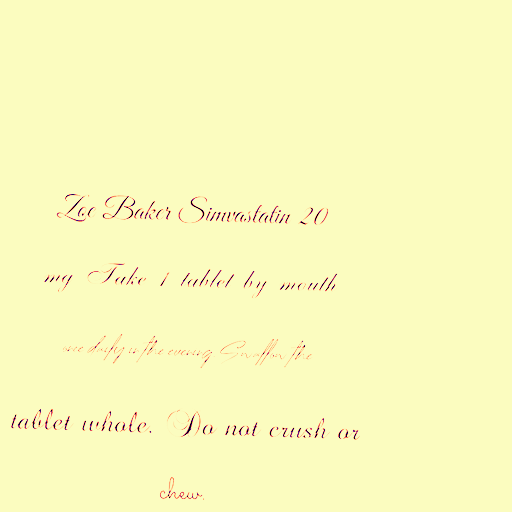 Zoe Baker Simvastatin 20
mg Take 1 tablet by mouth
once daily in the evening Swallow the
tablet whole. Do not crush or
chew.